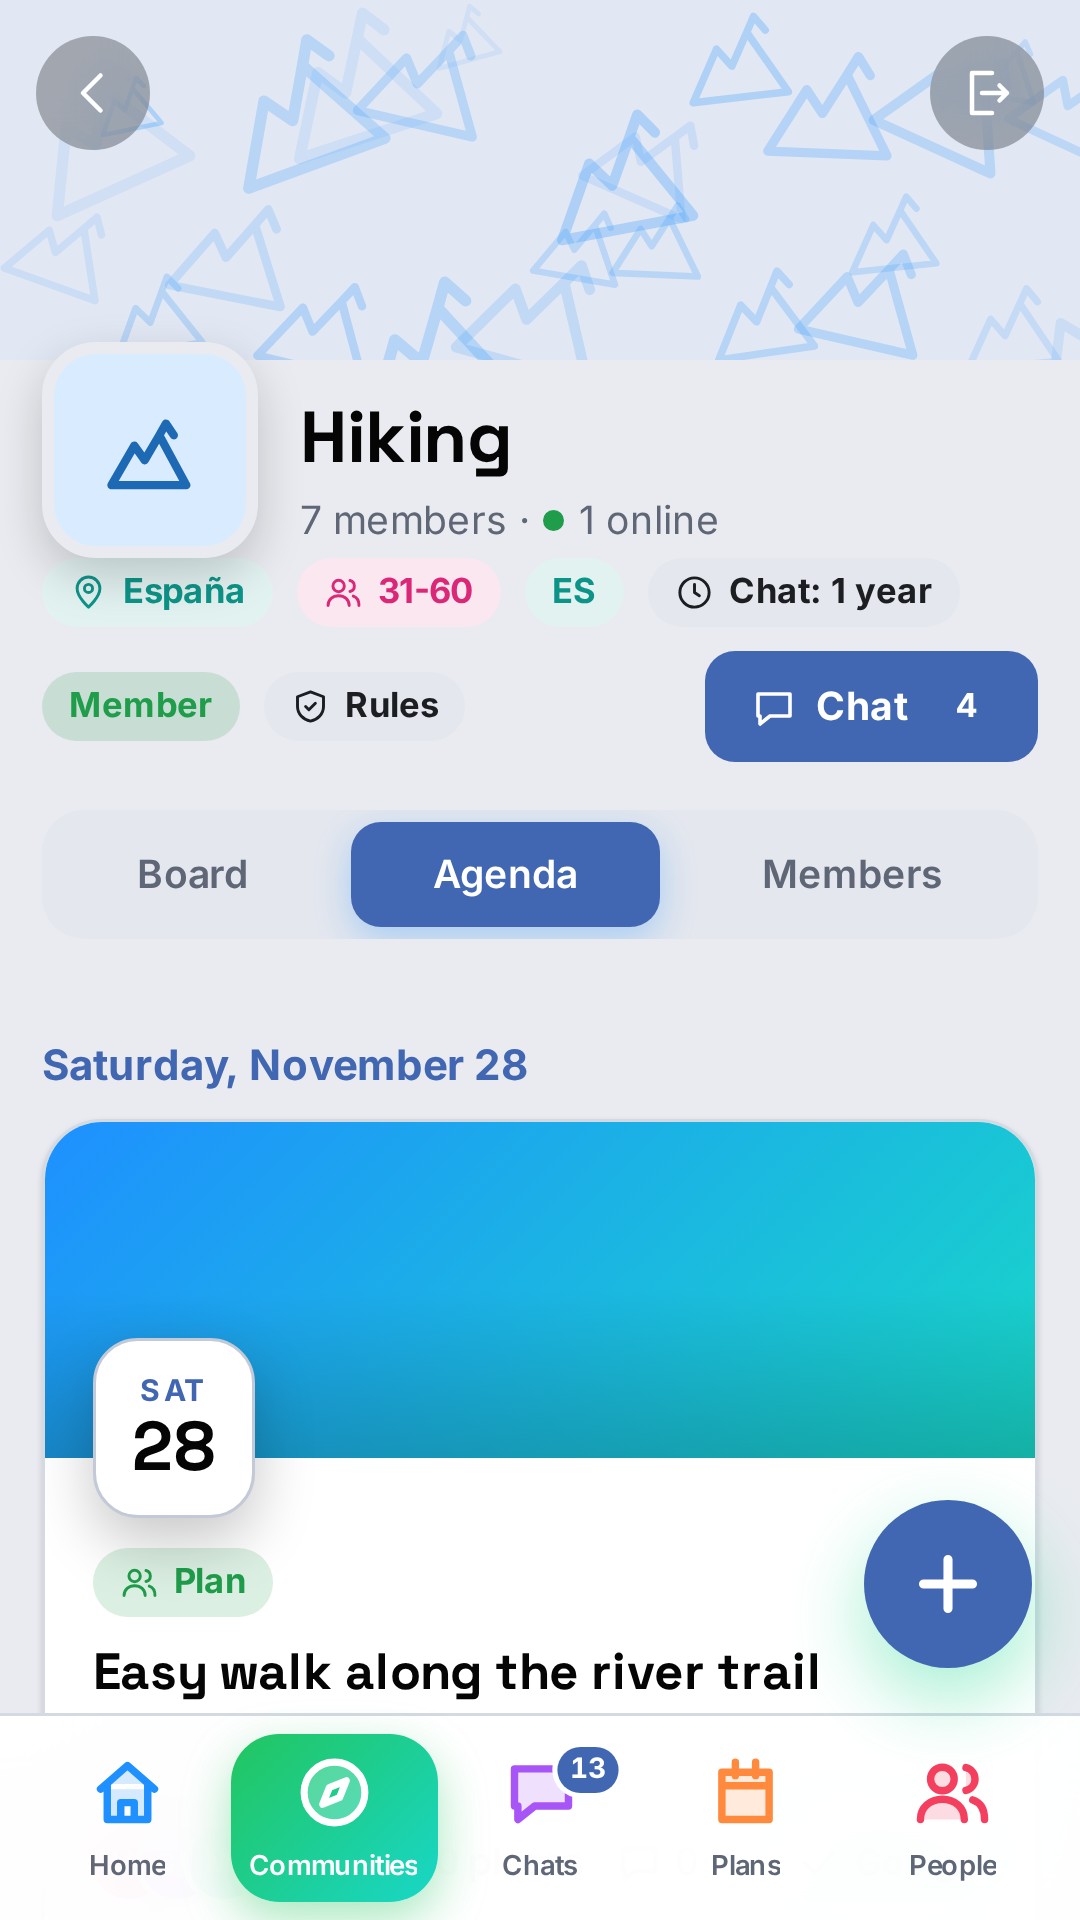 Hiking
7 members · 1 online
España 31-60 ES Chat: 1 year
Member Rules Chat 4
Board Agenda Members
Saturday, November 28
SAT
28
Plan
Easy walk along the river trail
13
Home Communities Chats Plans People